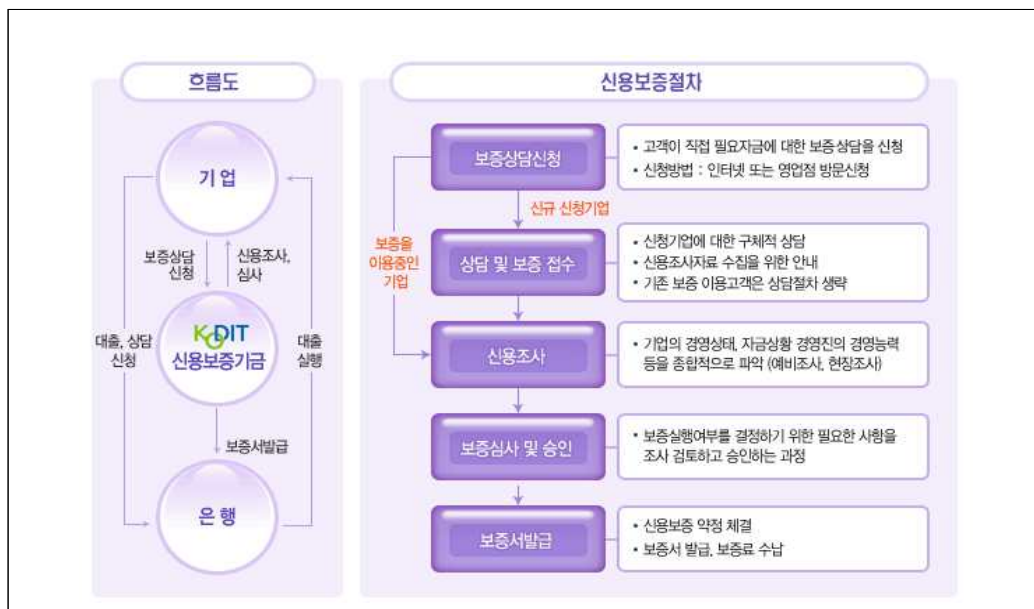 흐름도
기 업
보증상담
신청
신용조사,
심사
KODIT
신용보증기금
대출, 상담
신청
대출
실행
보증서발급
은 행
신용보증절차
보증상담신청
• 고객이 직접 필요자금에 대한 보증 상담을 신청
• 신청방법 : 인터넷 또는 영업점 방문신청
신규 신청기업
보증을
이용중인
기업
상담 및 보증 접수
• 신청기업에 대한 구체적 상담
• 신용조사자료 수집을 위한 안내
• 기존 보증 이용고객은 상담절차 생략
신용조사
• 기업의 경영상태, 자금상황 경영진의 경영능력
등을 종합적으로 파악 (예비조사, 현장조사)
보증심사 및 승인
• 보증실행여부를 결정하기 위한 필요한 사항을
조사 검토하고 승인하는 과정
보증서발급
• 신용보증 약정 체결
• 보증서 발급, 보증료 수납